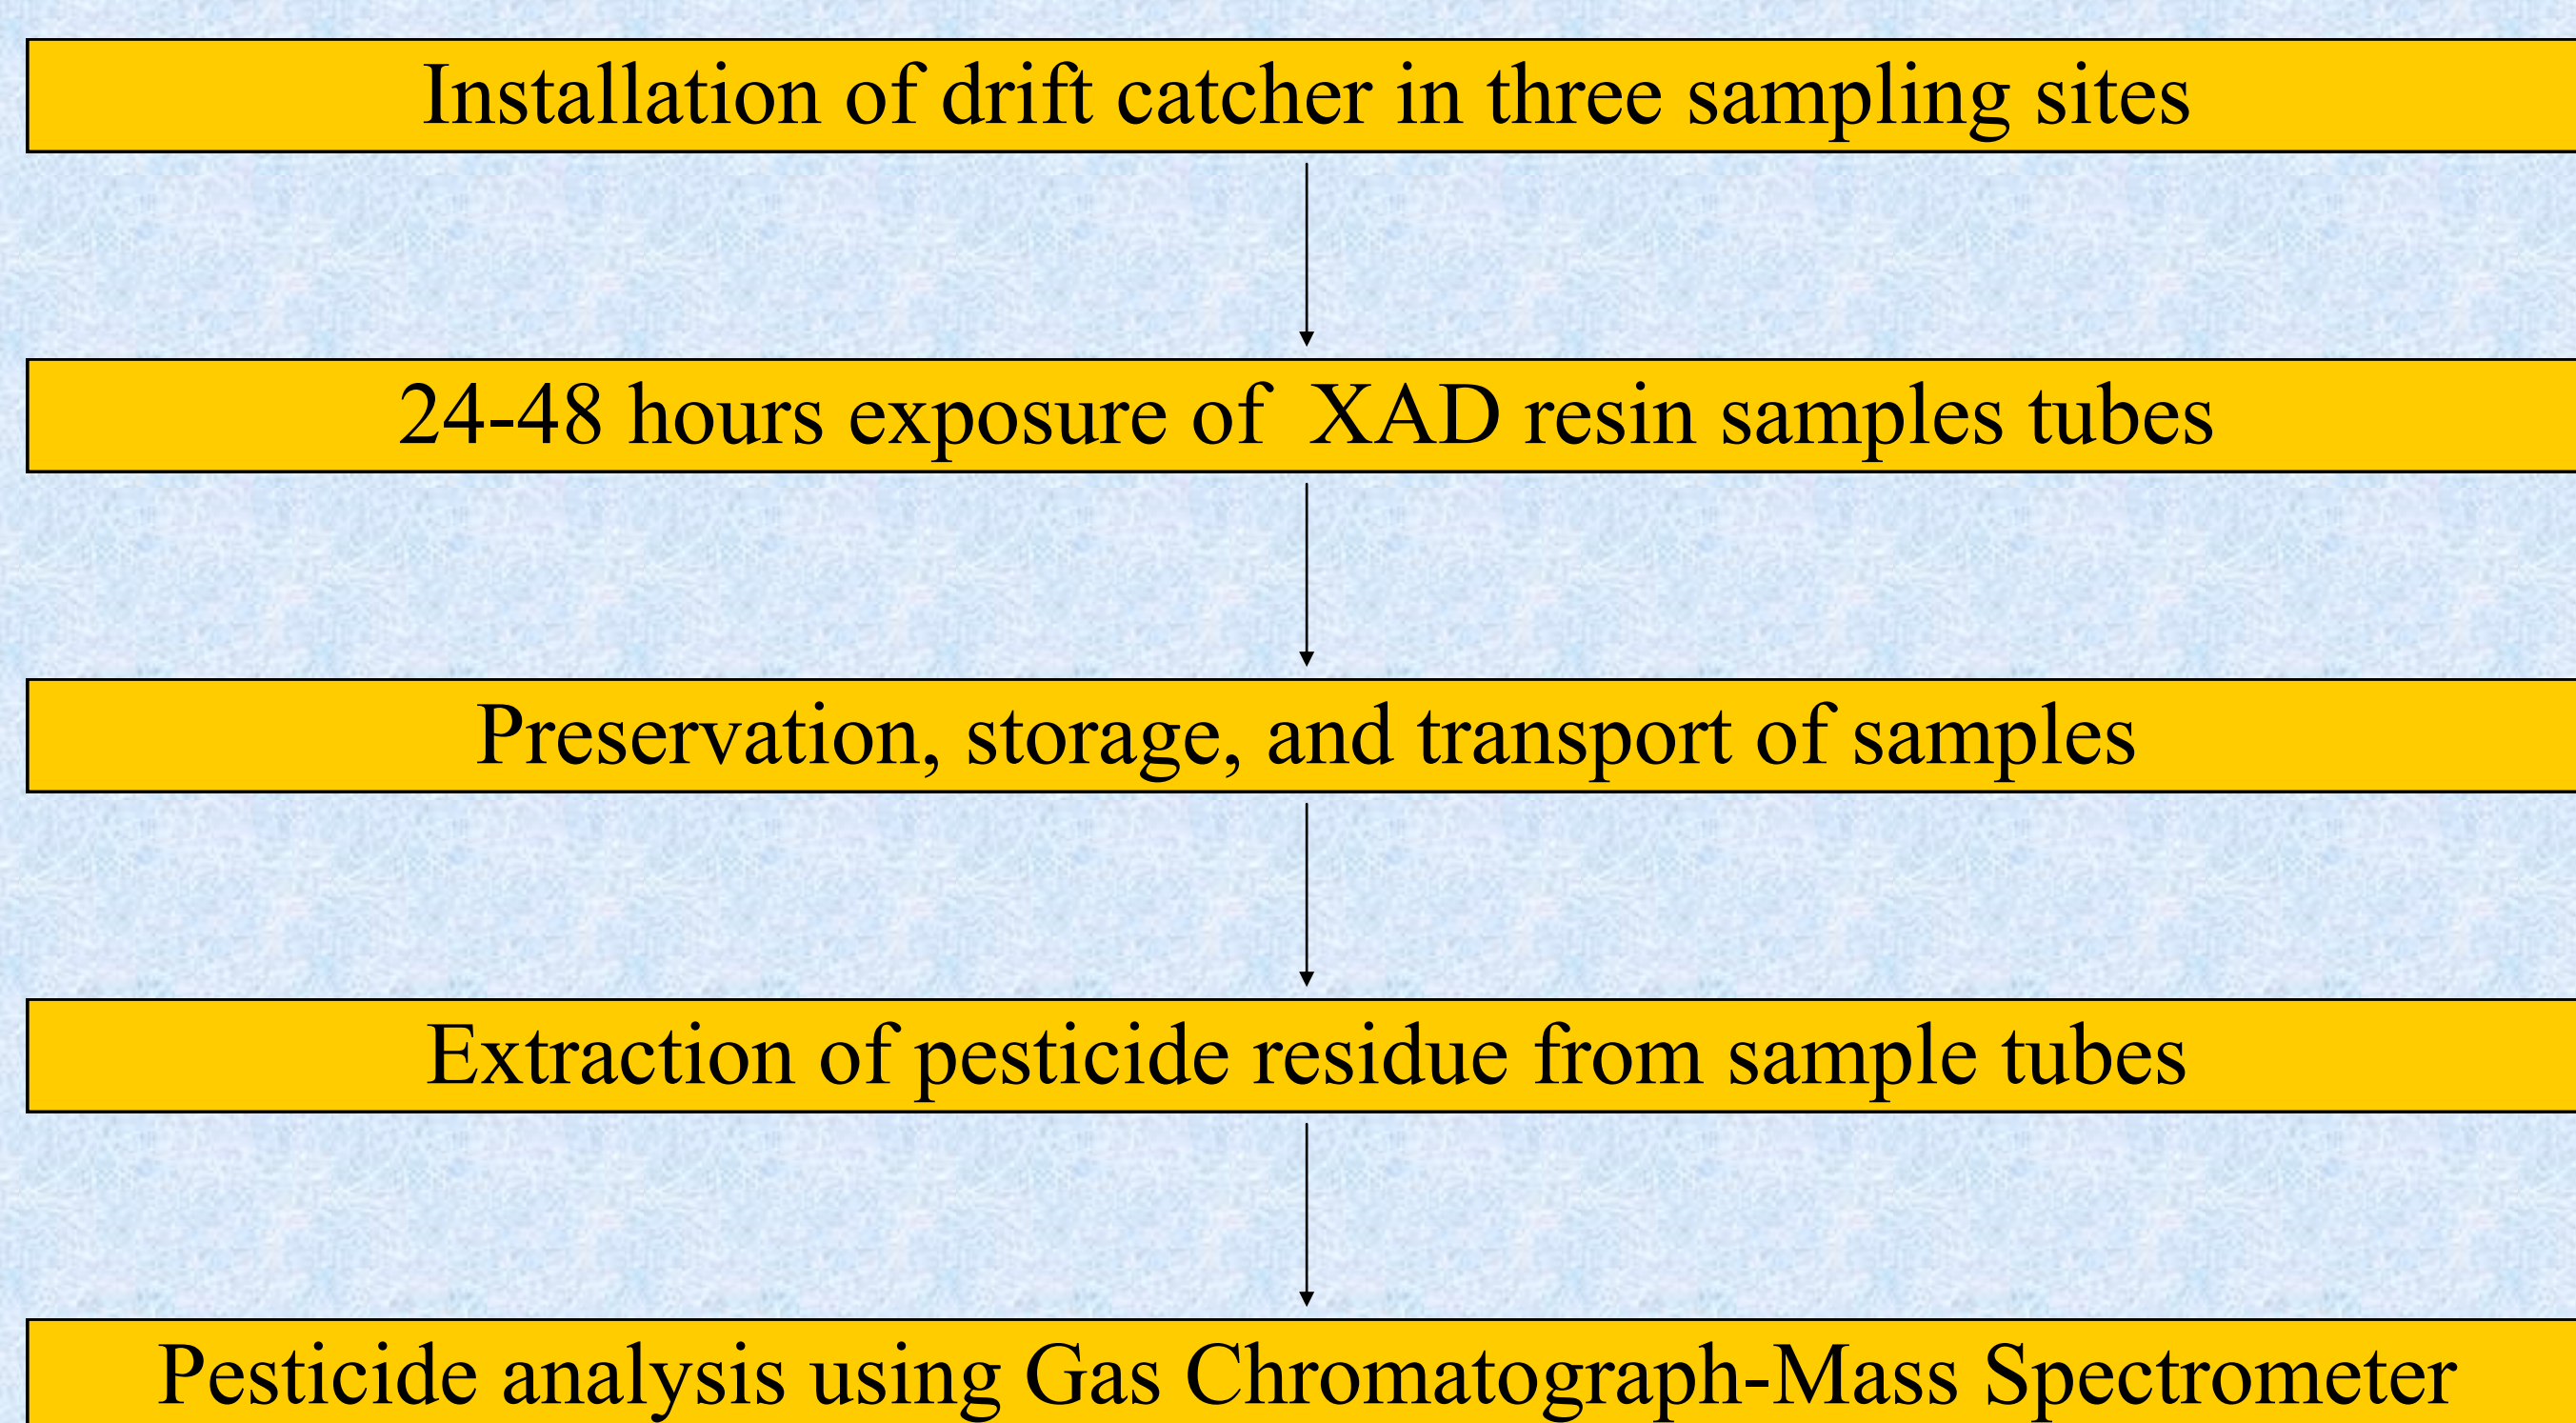 Installation of drift catcher in three sampling sites
24-48 hours exposure of  XAD resin samples tubes
Preservation, storage, and transport of samples
Extraction of pesticide residue from sample tubes
Pesticide analysis using Gas Chromatograph-Mass Spectrometer